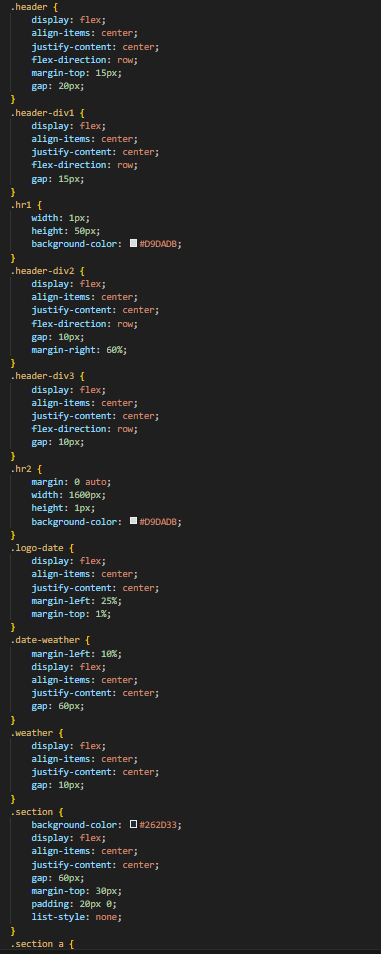 .header {
display: flex;
align-items: center;
justify-content: center;
flex-direction: row;
margin-top: 15px;
gap: 20px;
}
.header-div1 {
display: flex;
align-items: center;
justify-content: center;
flex-direction: row;
gap: 15px;
}
.hr1 {
width: 1px;
height: 50px;
background-color: #D9DADB;
}
.header-div2 {
display: flex;
align-items: center;
justify-content: center;
flex-direction: row;
gap: 10px;
margin-right: 60%;
}
.header-div3 {
display: flex;
align-items: center;
justify-content: center;
flex-direction: row;
gap: 10px;
}
.hr2 {
margin: 0 auto;
width: 1600px;
height: 1px;
background-color: #D9DADB;
}
.logo-date {
display: flex;
align-items: center;
justify-content: center;
margin-left: 25%;
margin-top: 1%;
}
.date-weather {
margin-left: 10%;
display: flex;
align-items: center;
justify-content: center;
gap: 60px;
}
.weather {
display: flex;
align-items: center;
justify-content: center;
gap: 10px;
}
.section {
background-color: #262D33;
display: flex;
align-items: center;
justify-content: center;
gap: 60px;
margin-top: 30px;
padding: 20px 0;
list-style: none;
}
.section a {